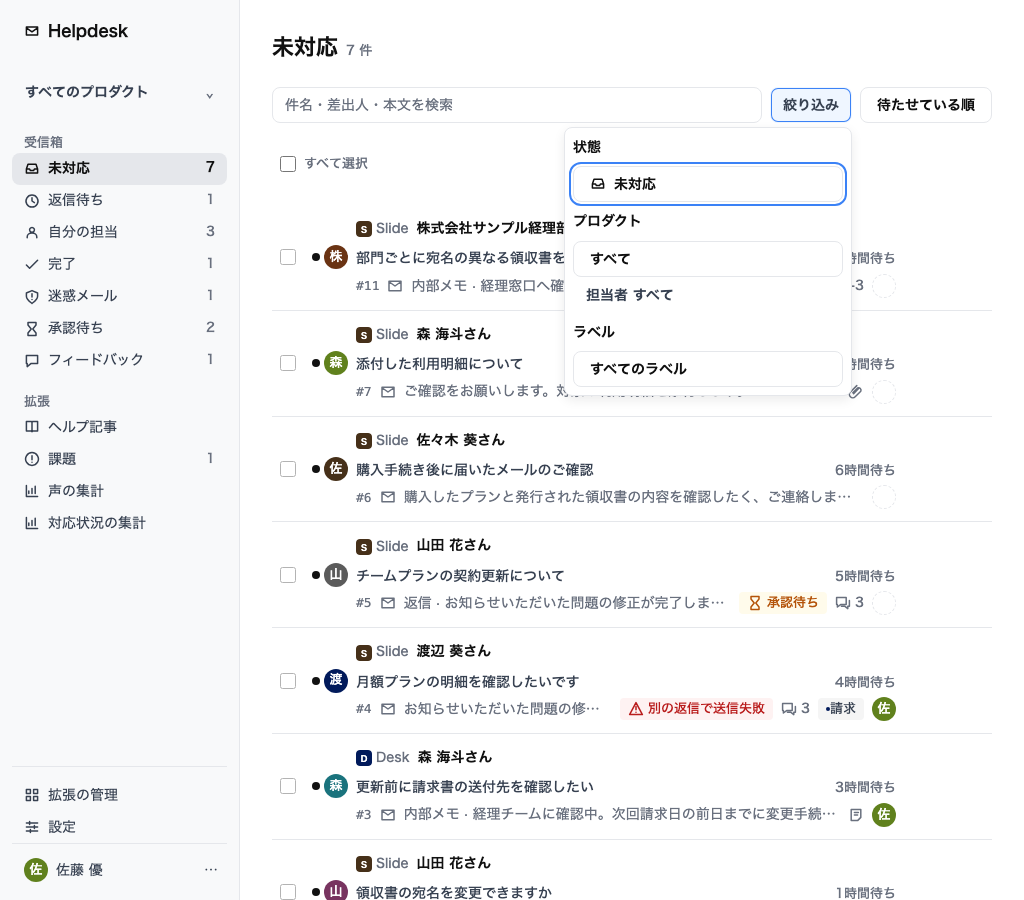 Helpdesk
すべてのプロダクト
受信箱
未対応 7
返信待ち 1
自分の担当 3
完了 1
迷惑メール 1
承認待ち 2
フィードバック 1
拡張
ヘルプ記事
課題 1
声の集計
対応状況の集計
拡張の管理
設定
佐 佐藤 優 …
未対応 7 件
件名・差出人・本文を検索 絞り込み 待たせている順
すべて選択
状態
未対応
プロダクト
すべて
担当者 すべて
ラベル
すべてのラベル
S Slide 株式会社サンプル経理部
株 部門ごとに宛名の異なる領収書を 時間待ち
#11 内部メモ · 経理窓口へ確 3
S Slide 森 海斗さん
森 添付した利用明細について 時間待ち
#7 ご確認をお願いします。
S Slide 佐々木 葵さん
佐 購入手続き後に届いたメールのご確認 6時間待ち
#6 購入したプランと発行された領収書の内容を確認したく、ご連絡しま…
S Slide 山田 花さん
山 チームプランの契約更新について 5時間待ち
#5 返信 · お知らせいただいた問題の修正が完了しま… 承認待ち 3
S Slide 渡辺 葵さん
渡 月額プランの明細を確認したいです 4時間待ち
#4 お知らせいただいた問題の修… 別の返信で送信失敗 3 •請求 佐
D Desk 森 海斗さん
森 更新前に請求書の送付先を確認したい 3時間待ち
#3 内部メモ · 経理チームに確認中。次回請求日の前日までに変更手続… 佐
S Slide 山田 花さん
山 領収書の宛名を変更できますか 1時間待ち